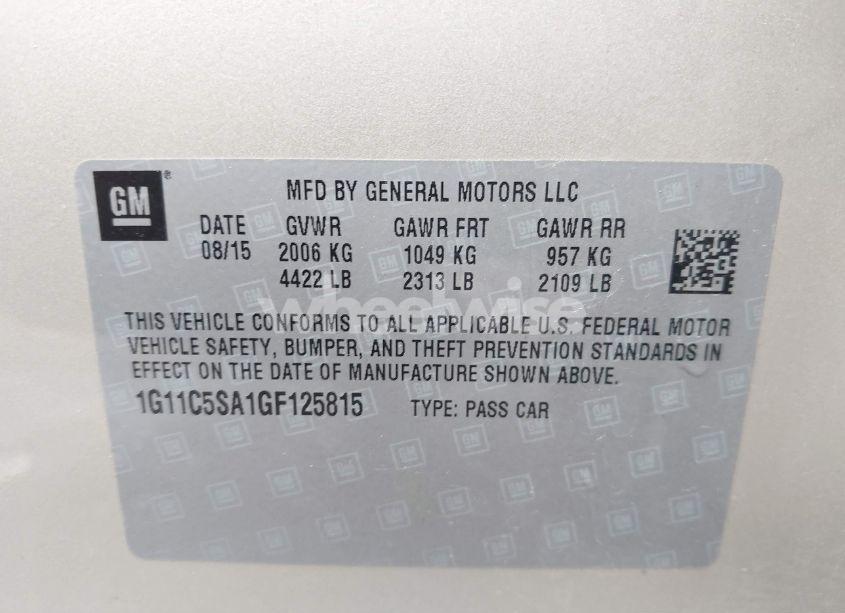 GM ®
MFD BY GENERAL MOTORS LLC
DATE GVWR GAWR FRT GAWR RR
08/15 2006 KG 1049 KG 957 KG
4422 LB 2313 LB 2109 LB
wheelwise
THIS VEHICLE CONFORMS TO ALL APPLICABLE U.S. FEDERAL MOTOR
VEHICLE SAFETY, BUMPER, AND THEFT PREVENTION STANDARDS IN
EFFECT ON THE DATE OF MANUFACTURE SHOWN ABOVE.
1G11C5SA1GF125815 TYPE: PASS CAR